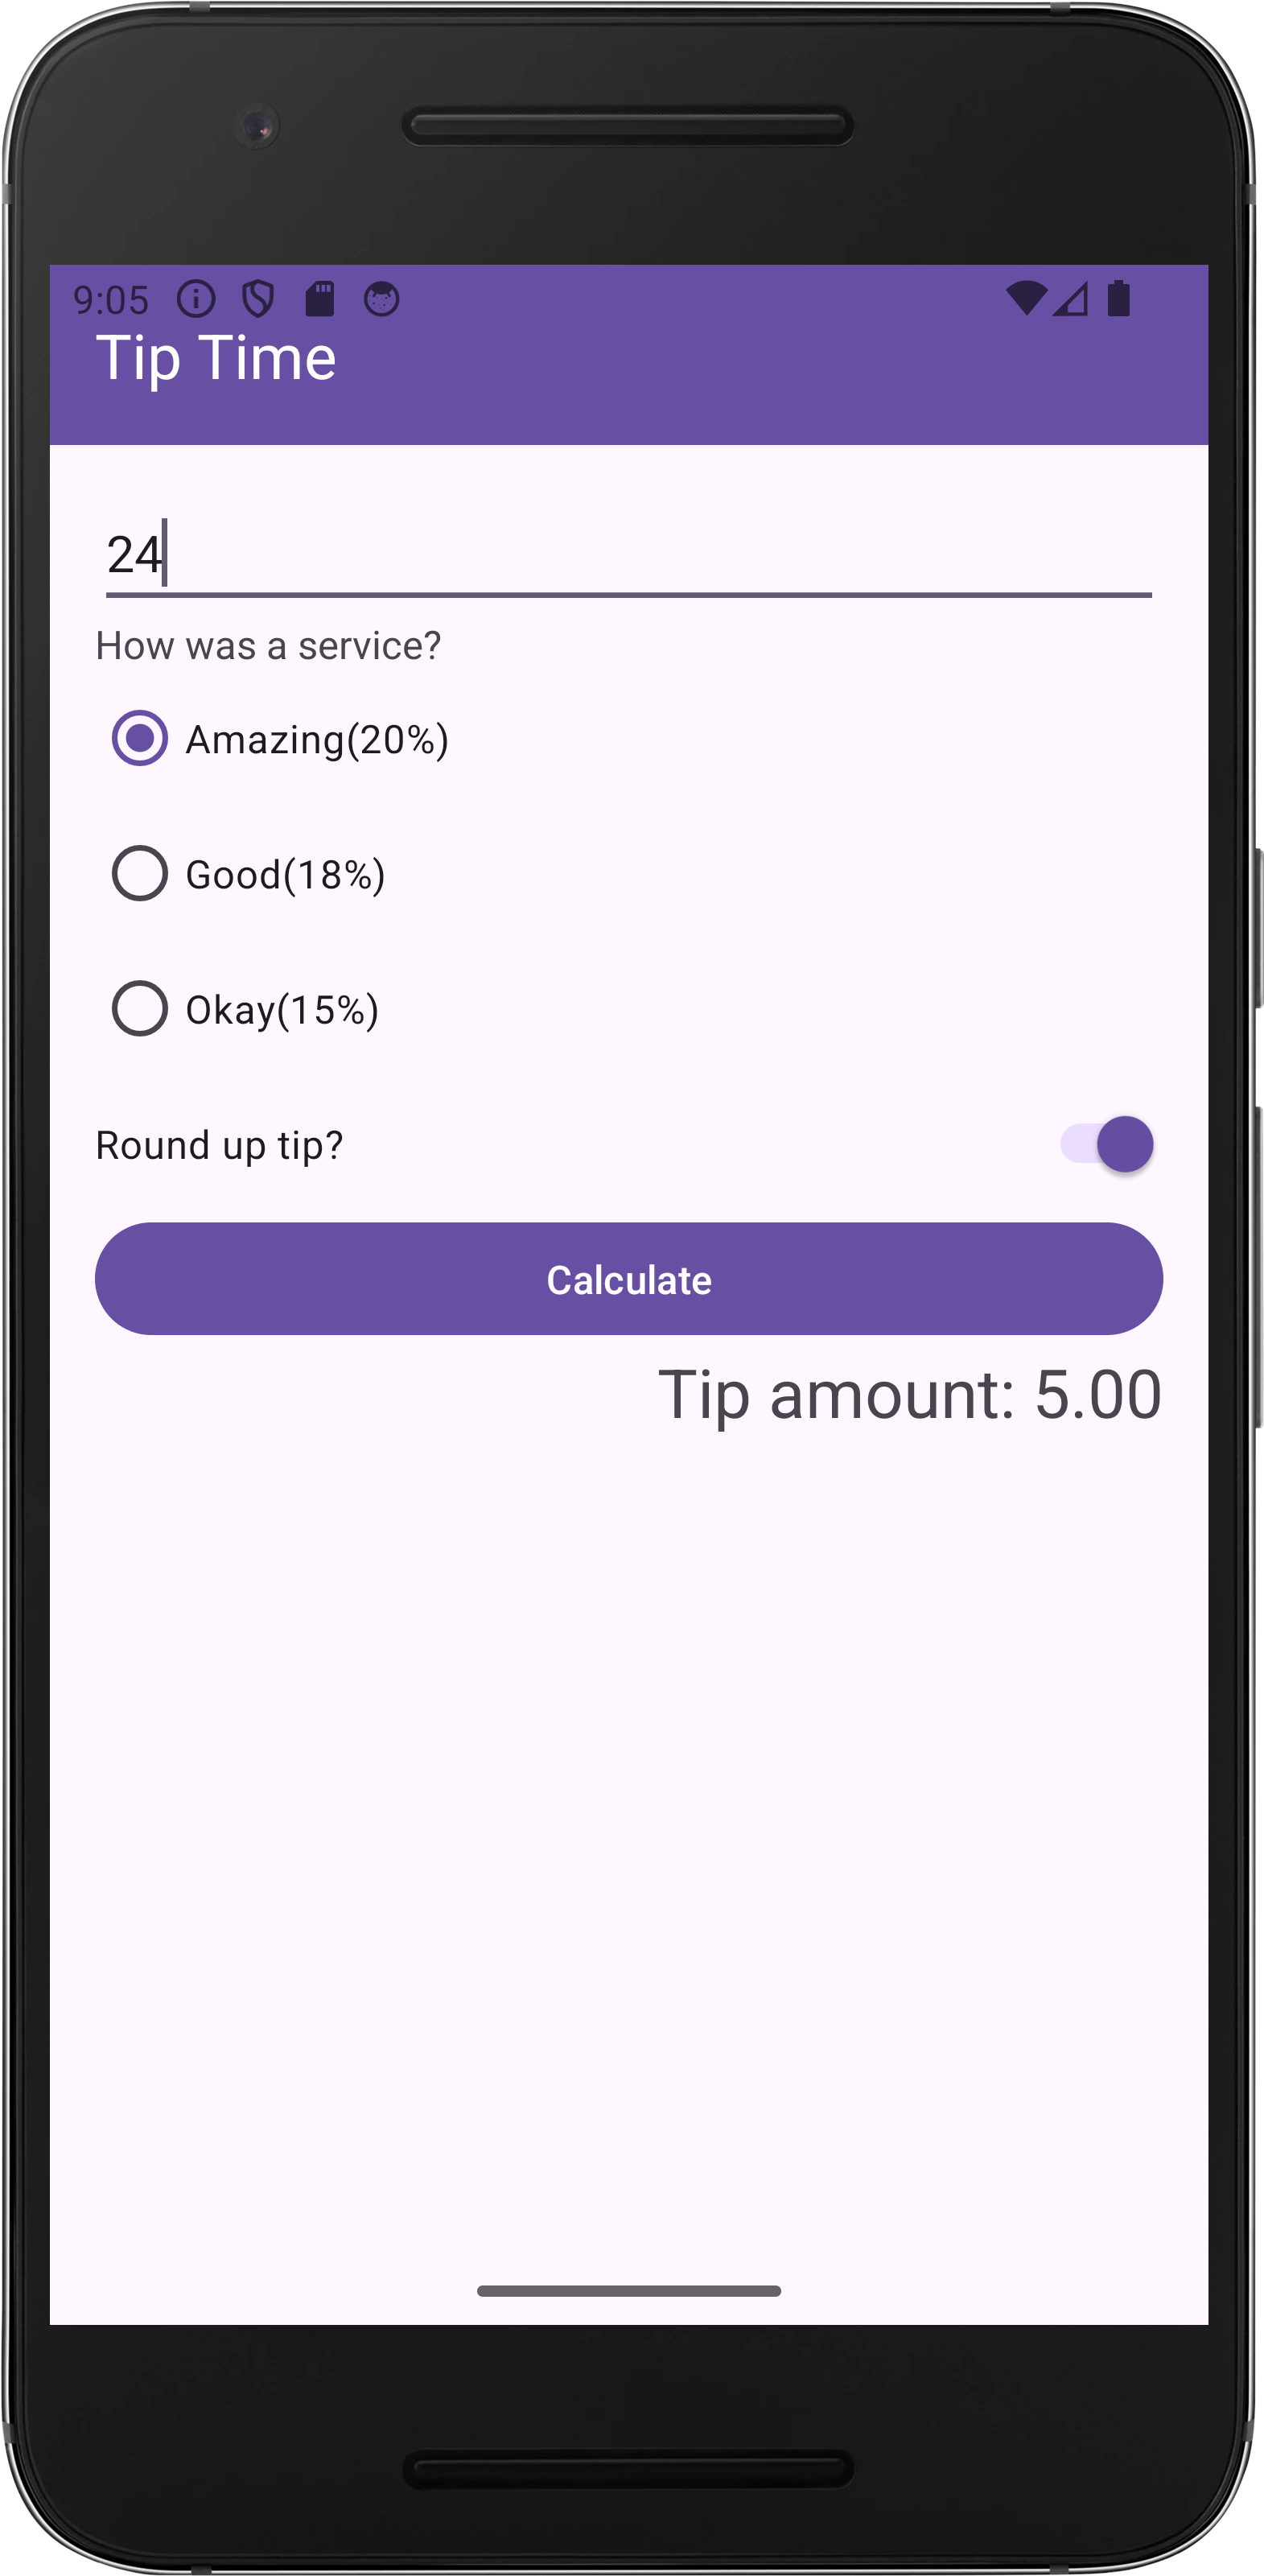 9:05
Tip Time
24
How was a service?
Amazing(20%)
Good(18%)
Okay(15%)
Round up tip?
Calculate
Tip amount: 5.00